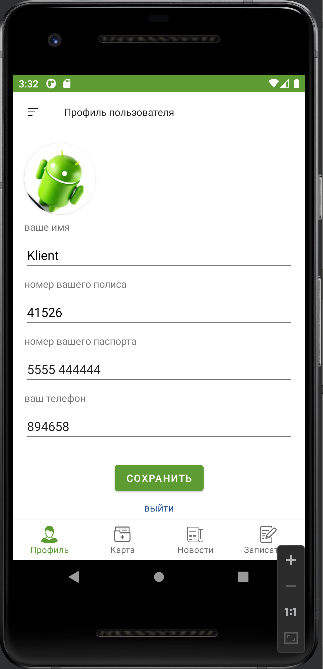 3:32
Профиль пользователя
ваше имя
Klient
номер вашего полиса
41526
номер вашего паспорта
5555 444444
ваш телефон
894658
СОХРАНИТЬ
выйти
Профиль Карта Новости Записат
1:1